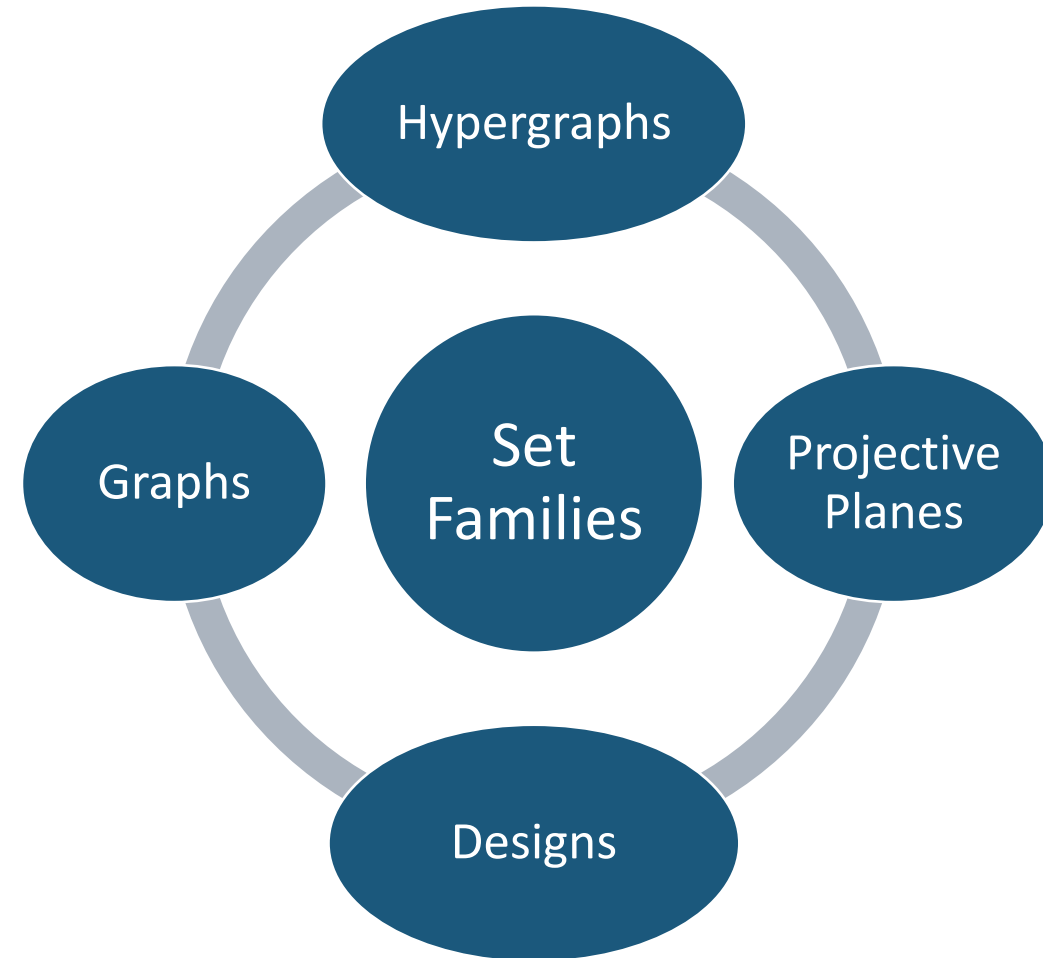 Hypergraphs
Graphs
Set
Families
Projective
Planes
Designs